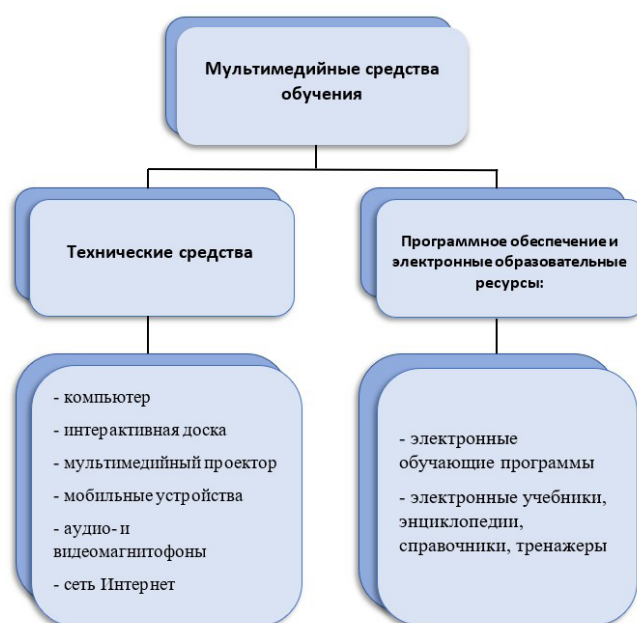 Мультимедийные средства
обучения
Технические средства
Программное обеспечение и
электронные образовательные
ресурсы:
- компьютер
- интерактивная доска
- мультимедийный проектор
- мобильные устройства
- аудио- и
видеомагнитофоны
- сеть Интернет
- электронные
обучающие программы
- электронные учебники,
энциклопедии,
справочники, тренажеры